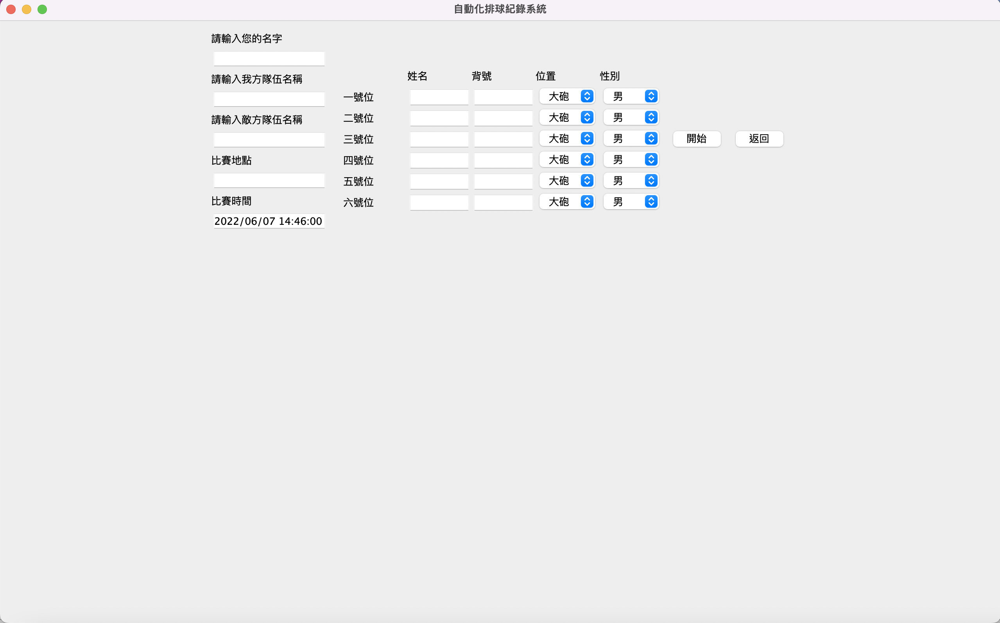 自動化排球紀錄系統
請輸入您的名字
請輸入我方隊伍名稱
請輸入敵方隊伍名稱
比賽地點
比賽時間
2022/06/07 14:46:00
姓名 背號 位置 性別
一號位 大砲 男
二號位 大砲 男
三號位 大砲 男
四號位 大砲 男
五號位 大砲 男
六號位 大砲 男
開始 返回